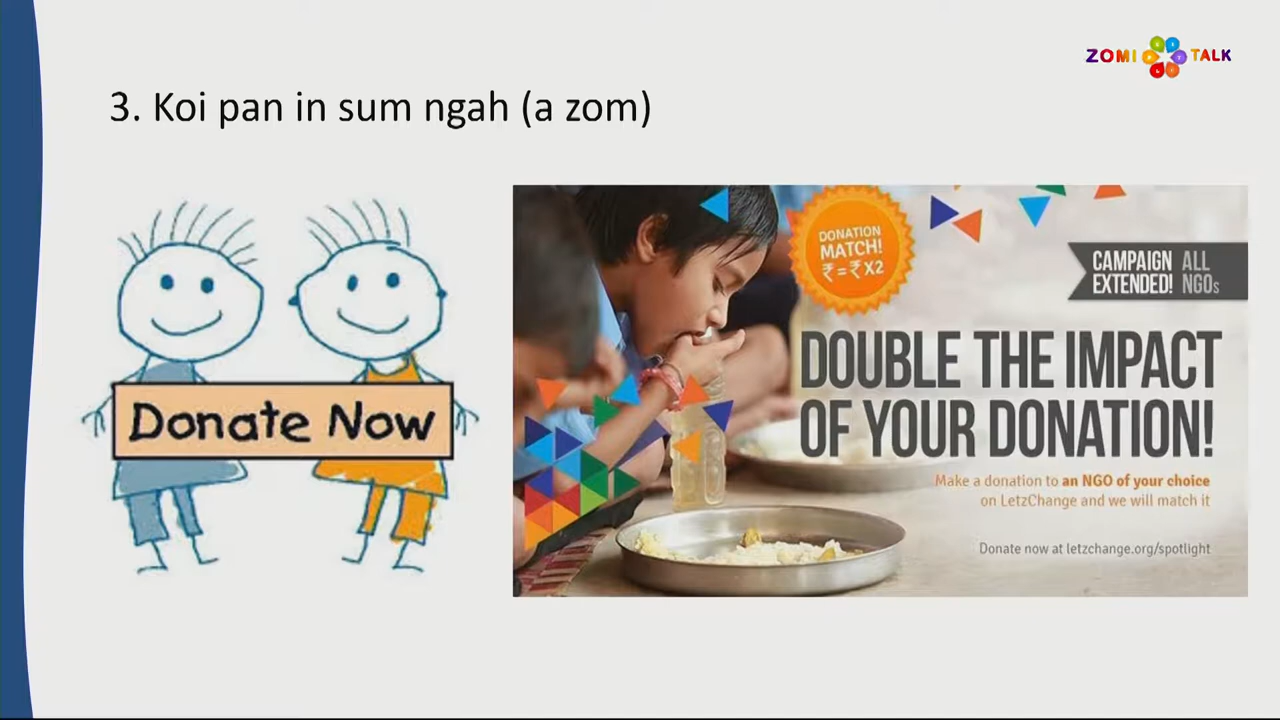 ZOMI TALK
3. Koi pan in sum ngah (a zom)
Donate Now
DONATION
MATCH!
₹ = ₹ X2
CAMPAIGN ALL
EXTENDED! NGOs
DOUBLE THE IMPACT
OF YOUR DONATION!
Make a donation to an NGO of your choice
on LetzChange and we will match it
Donate now at letzchange.org/spotlight